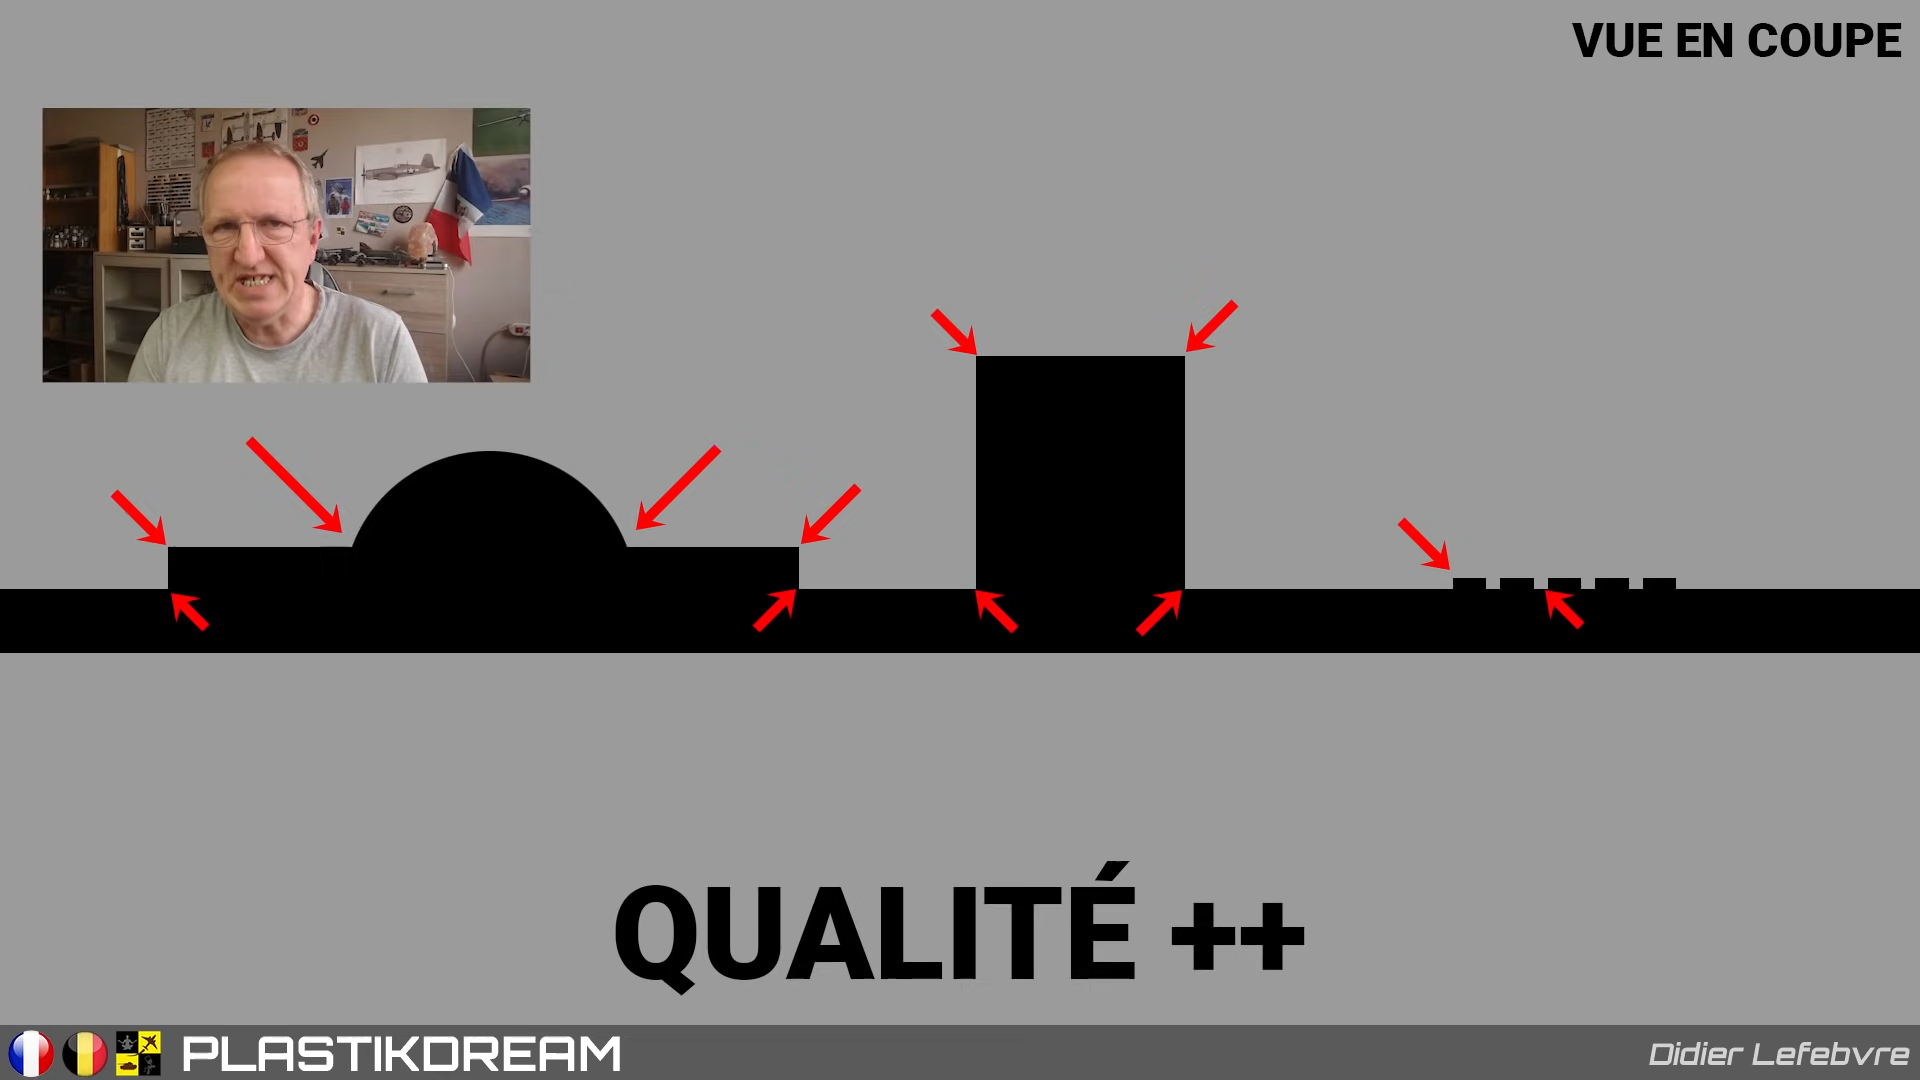 VUE EN COUPE
QUALITÉ ++
PLASTIKDREAM
Didier Lefebvre